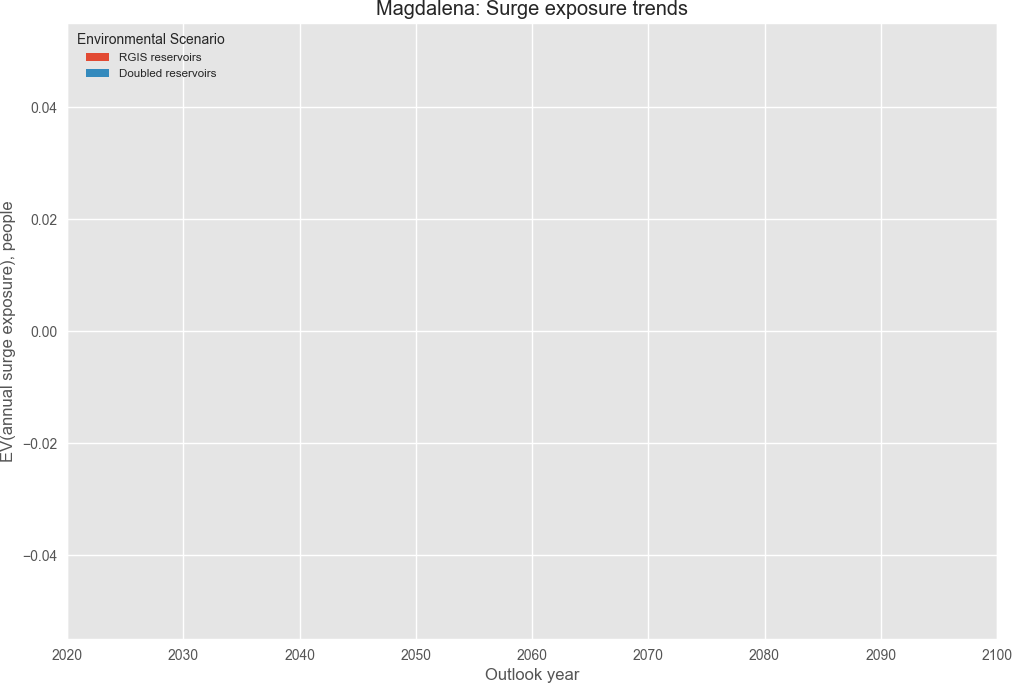 Magdalena: Surge exposure trends
Environmental Scenario
RGIS reservoirs
Doubled reservoirs
EV(annual surge exposure), people
0.04
0.02
0.00
−0.02
−0.04
2020 2030 2040 2050 2060 2070 2080 2090 2100
Outlook year